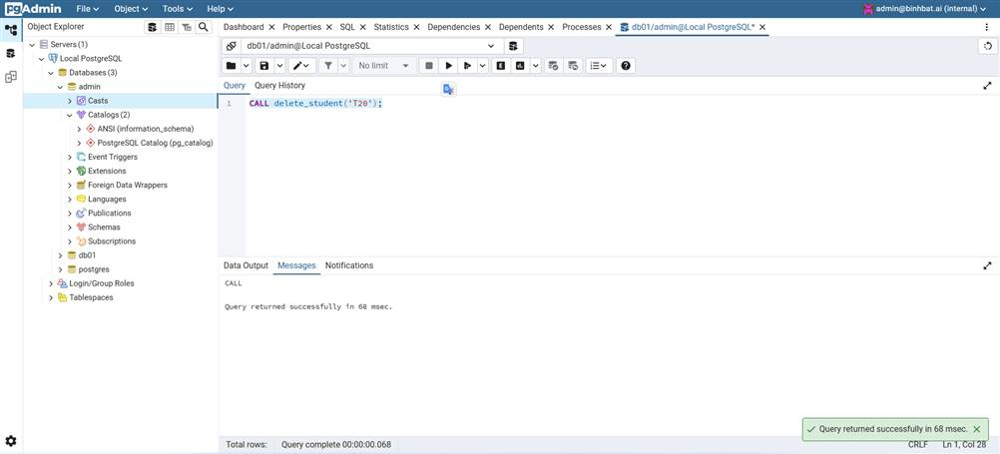 pgAdmin File Object Tools Help admin@binhbat.ai (internal)
Object Explorer
Dashboard Properties SQL Statistics Dependencies Dependents Processes db01/admin@Local PostgreSQL*
Servers (1)
Local PostgreSQL
Databases (3)
admin
Casts
Catalogs (2)
ANSI (information_schema)
PostgreSQL Catalog (pg_catalog)
Event Triggers
Extensions
Foreign Data Wrappers
Languages
Publications
Schemas
Subscriptions
db01
postgres
Login/Group Roles
Tablespaces
db01/admin@Local PostgreSQL
No limit
Query Query History
1 CALL delete_student('T20');
Data Output Messages Notifications
CALL
Query returned successfully in 68 msec.
Query returned successfully in 68 msec.
Total rows: Query complete 00:00:00.068 CRLF Ln 1, Col 28